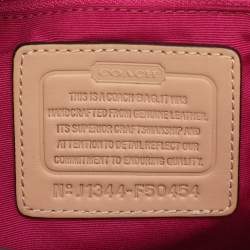 COACH
THIS IS A COACH BAG. IT WAS
HANDCRAFTED FROM GENUINE LEATHER.
ITS SUPERIOR CRAFTSMANSHIP AND
ATTENTION TO DETAIL REFLECT OUR
COMMITMENT TO ENDURING QUALITY.
Nº J1344-F50454